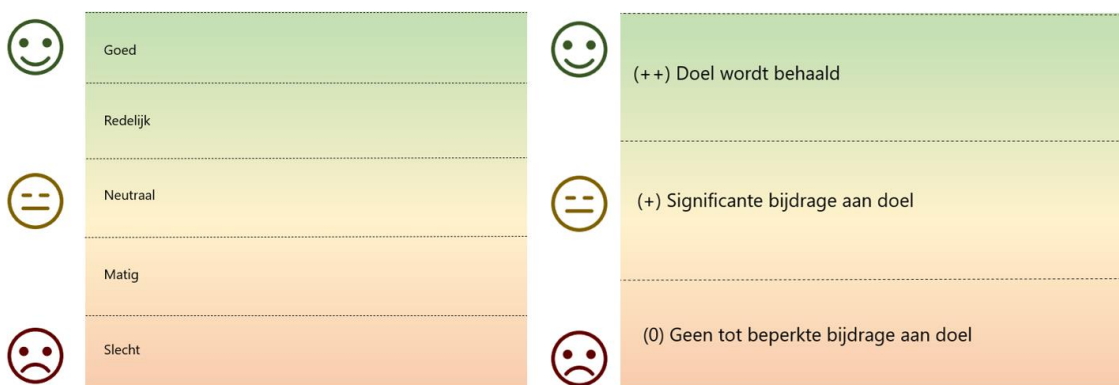 Goed
Redelijk
Neutraal
Matig
Slecht
(++) Doel wordt behaald
(+) Significante bijdrage aan doel
(0) Geen tot beperkte bijdrage aan doel